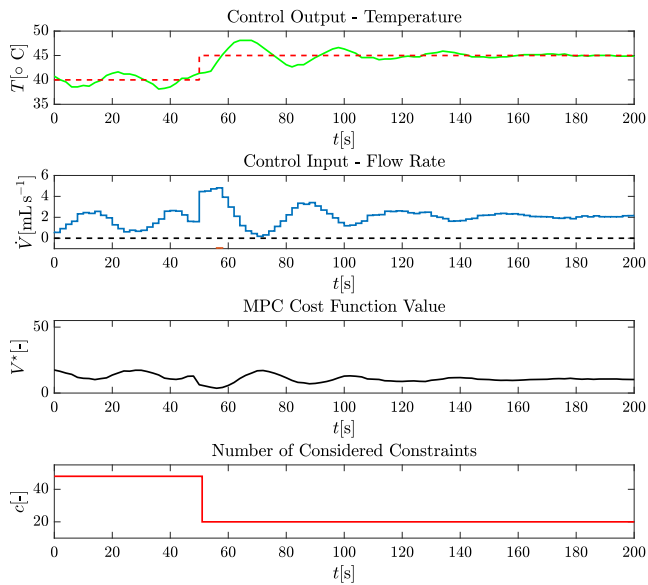 Control Output - Temperature
50
45
40
35
T[∘ C]
0 20 40 60 80 100 120 140 160 180 200
t[s]
Control Input - Flow Rate
6
4
2
0
V̇[mL s⁻¹]
0 20 40 60 80 100 120 140 160 180 200
t[s]
MPC Cost Function Value
50
0
V*[-]
0 20 40 60 80 100 120 140 160 180 200
t[s]
Number of Considered Constraints
40
20
c[-]
0 20 40 60 80 100 120 140 160 180 200
t[s]